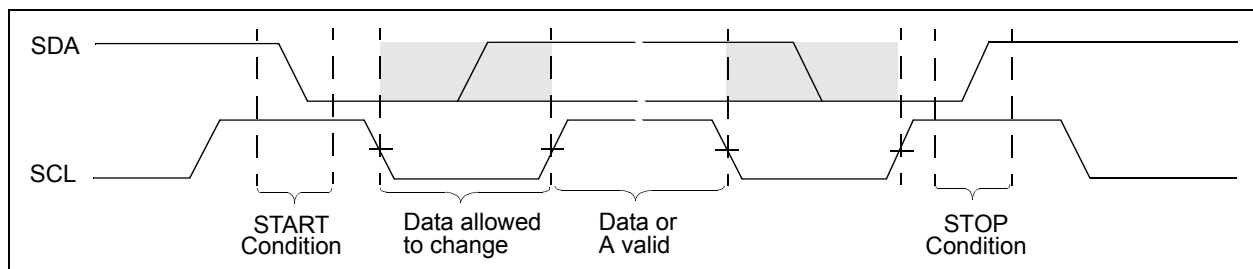 SDA
SCL
START
Condition
Data allowed
to change
Data or
A valid
STOP
Condition